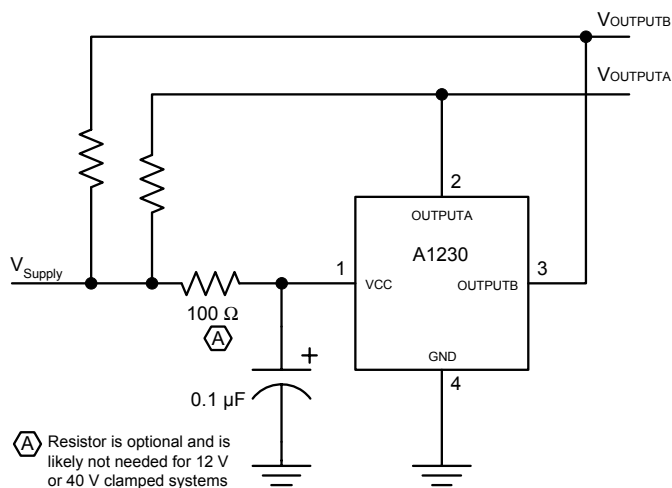 VOUTPUTB
VOUTPUTA
2
OUTPUTA
A1230
VSupply
1
3
VCC
OUTPUTB
100 Ω
A
GND
+
4
0.1 µF
A Resistor is optional and is
likely not needed for 12 V
or 40 V clamped systems